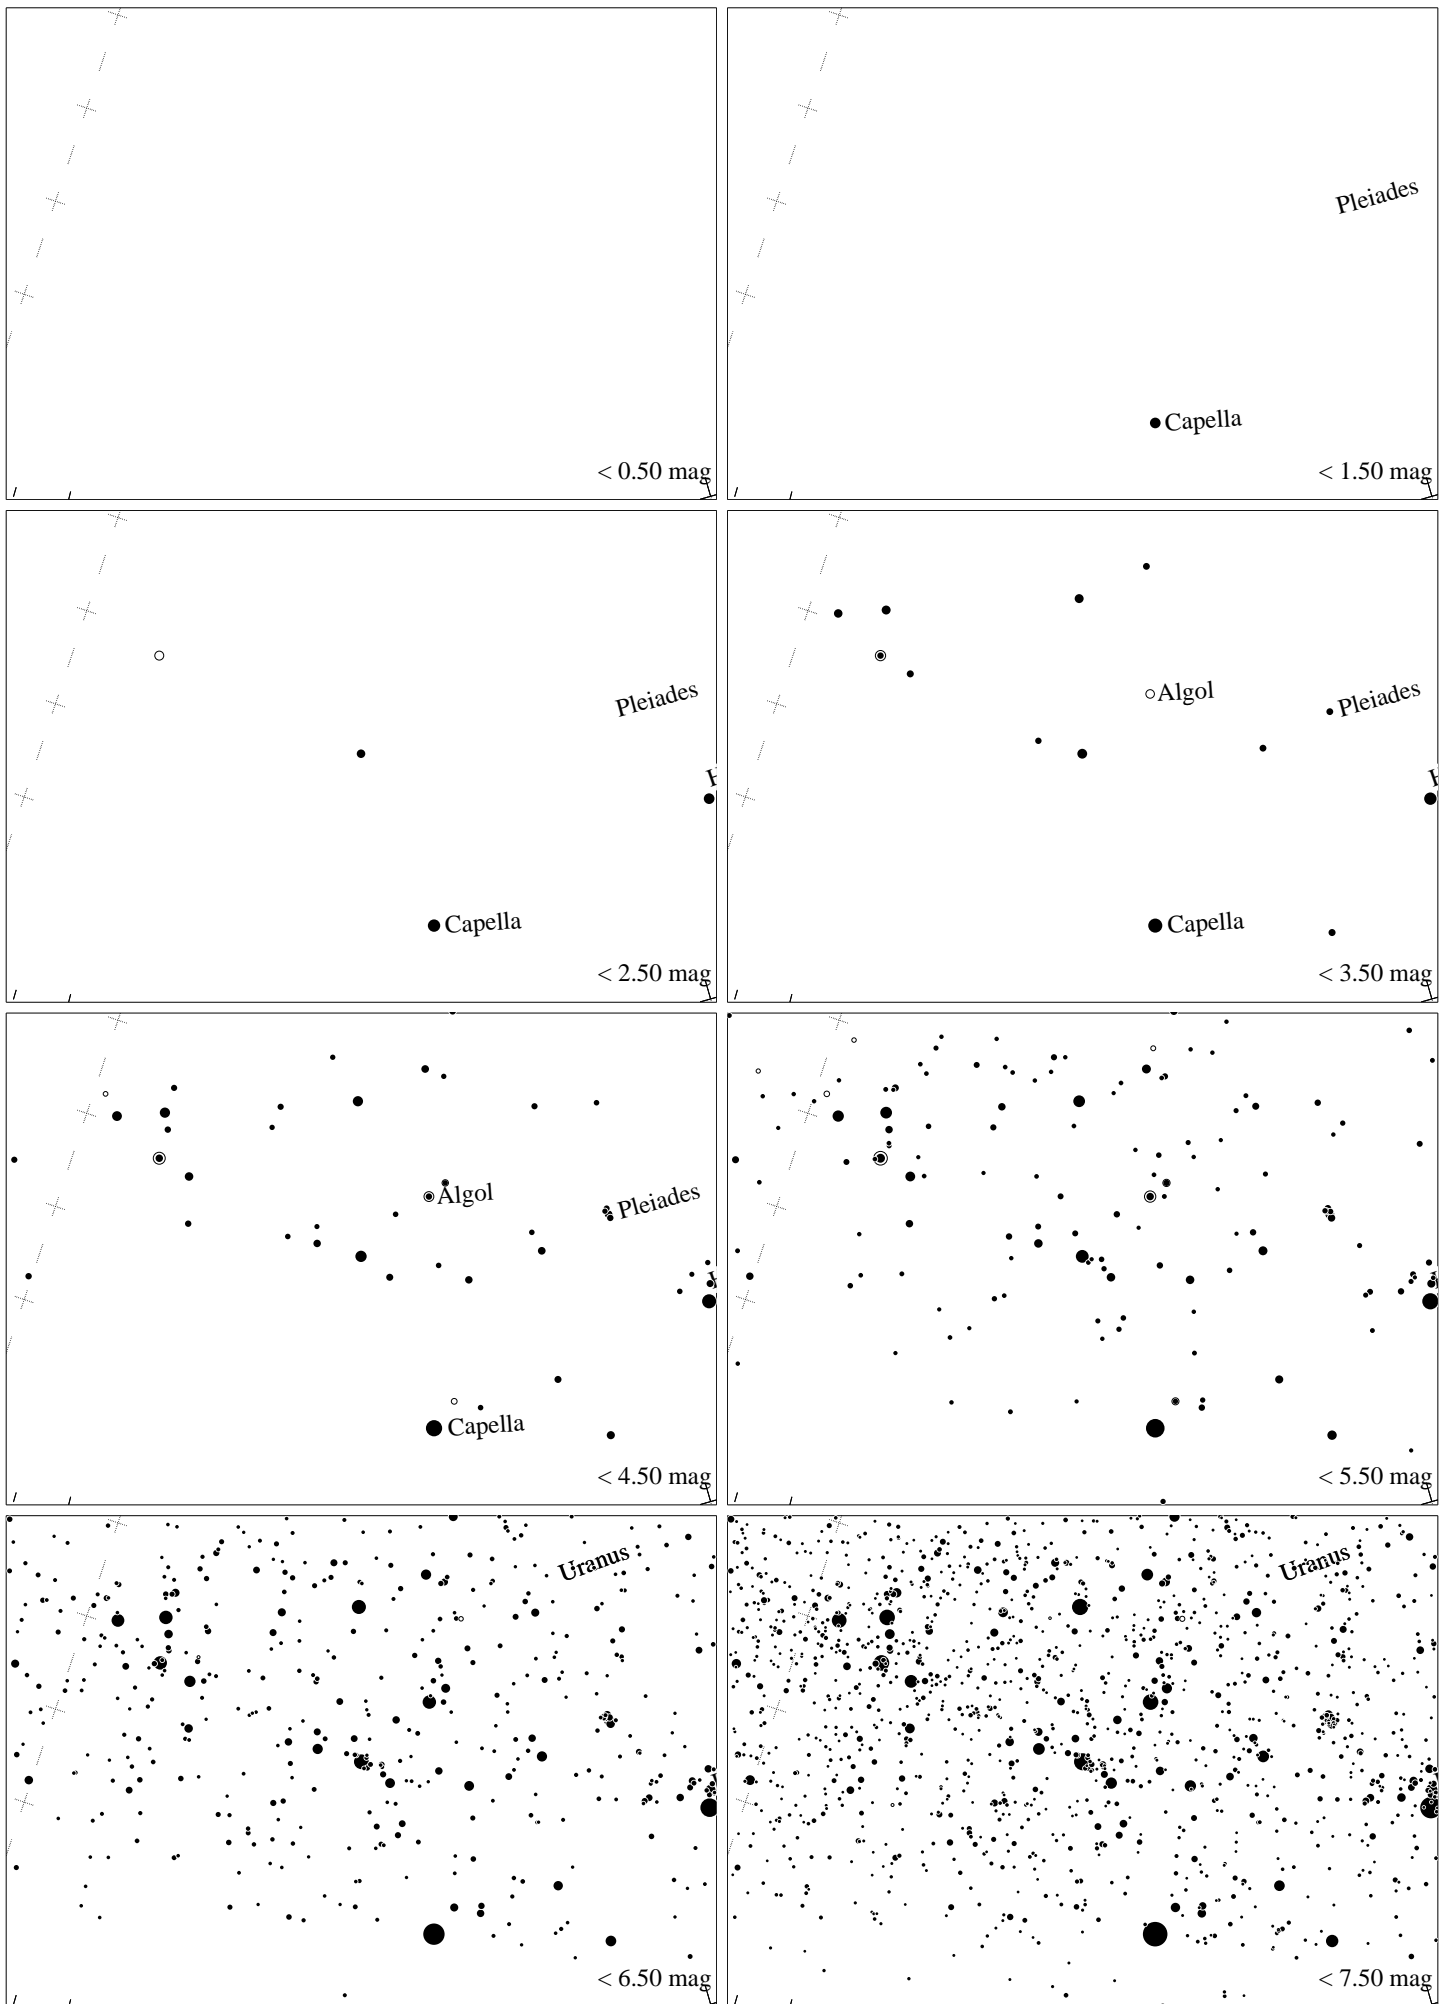 < 0.50 mag
Pleiades
Capella
< 1.50 mag
Pleiades
Capella
< 2.50 mag
Algol
Pleiades
Capella
< 3.50 mag
Algol
Pleiades
Capella
< 4.50 mag
< 5.50 mag
Uranus
< 6.50 mag
Uranus
< 7.50 mag